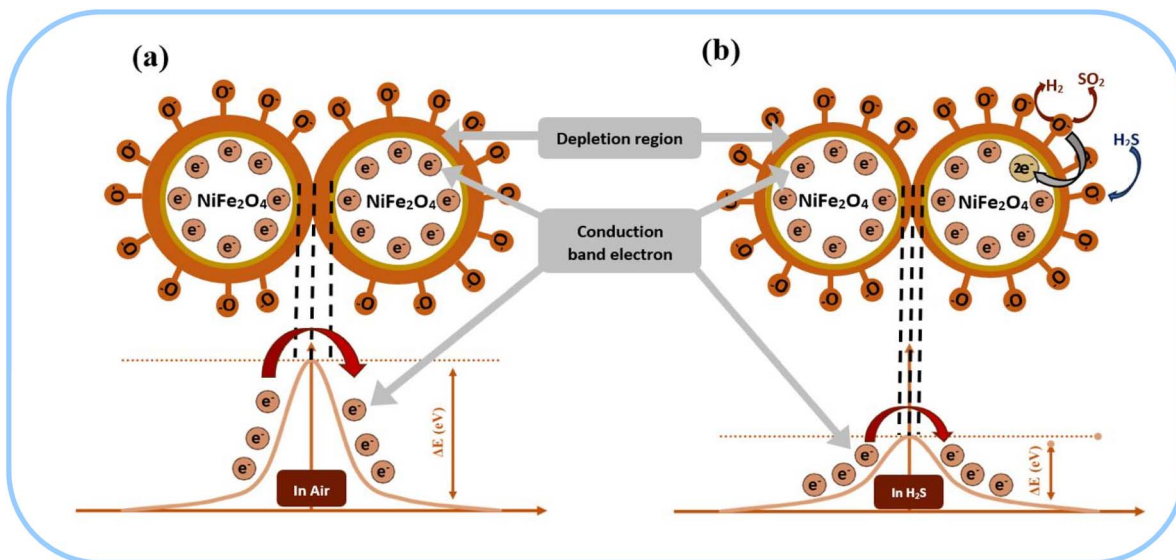 (a)
(b)
O⁻ O⁻ O⁻ O⁻ O⁻ O⁻ O⁻ O⁻
O⁻ O⁻ O⁻ O⁻ O⁻ O⁻ O⁻
H₂
SO₂
H₂S
Depletion region
e⁻ e⁻ e⁻ e⁻ e⁻ e⁻
e⁻ e⁻ e⁻ e⁻ 2e⁻
e⁻ NiFe₂O₄ e⁻ e⁻ NiFe₂O₄ e⁻
e⁻ NiFe₂O₄ e⁻ e⁻ NiFe₂O₄ e⁻
e⁻ e⁻ e⁻ e⁻ e⁻ e⁻
e⁻ e⁻ e⁻ e⁻ e⁻ e⁻
Conduction
band electron
e⁻ e⁻
e⁻ e⁻
e⁻ e⁻
ΔE (eV)
In Air
e⁻ e⁻
e⁻ e⁻
e⁻ e⁻
ΔE (eV)
In H₂S